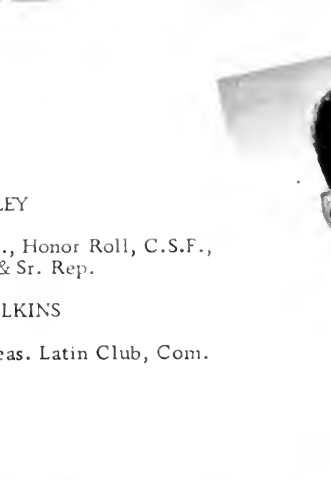 LEY
., Honor Roll, C.S.F.,
& Sr. Rep.
LKINS
eas. Latin Club, Com.